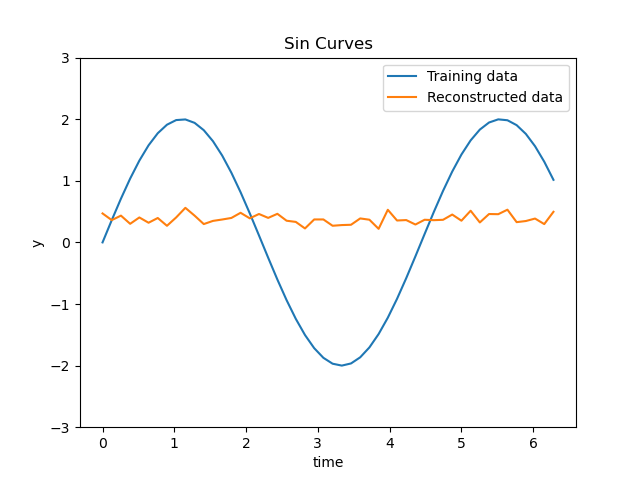 Sin Curves
Training data
Reconstructed data
3
2
1
0
−1
−2
−3
y
0 1 2 3 4 5 6
time